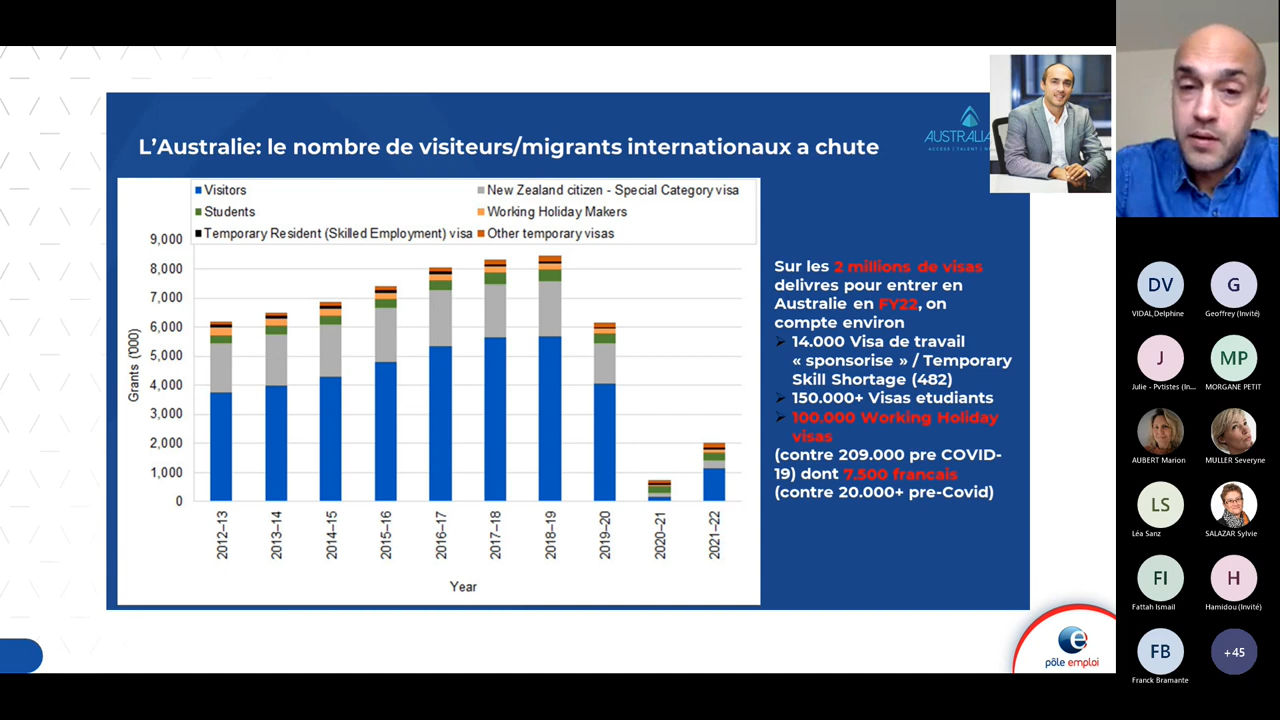 L'Australie: le nombre de visiteurs/migrants internationaux a chute
AUSTRALIA
Visitors
New Zealand citizen - Special Category visa
Students
Working Holiday Makers
Temporary Resident (Skilled Employment) visa
Other temporary visas
Grants ('000)
9,000
8,000
7,000
6,000
5,000
4,000
3,000
2,000
1,000
0
2012–13
2013–14
2014–15
2015–16
2016–17
2017–18
2018–19
2019–20
2020–21
2021–22
Year
Sur les 2 millions de visas
delivres pour entrer en
Australie en FY22, on
compte environ
14.000 Visa de travail
« sponsorise » / Temporary
Skill Shortage (482)
150.000+ Visas etudiants
100.000 Working Holiday
visas
(contre 209.000 pre COVID-
19) dont 7.500 francais
(contre 20.000+ pre-Covid)
pôle emploi
DV
VIDAL,Delphine
G
Geoffrey (Invité)
J
Julie - Pvtistes (In...
MP
MORGANE PETIT
AUBERT Marion
MULLER Severyne
LS
Léa Sanz
SALAZAR Sylvie
FI
Fattah Ismail
H
Hamidou (Invité)
FB
Franck Bramante
+45